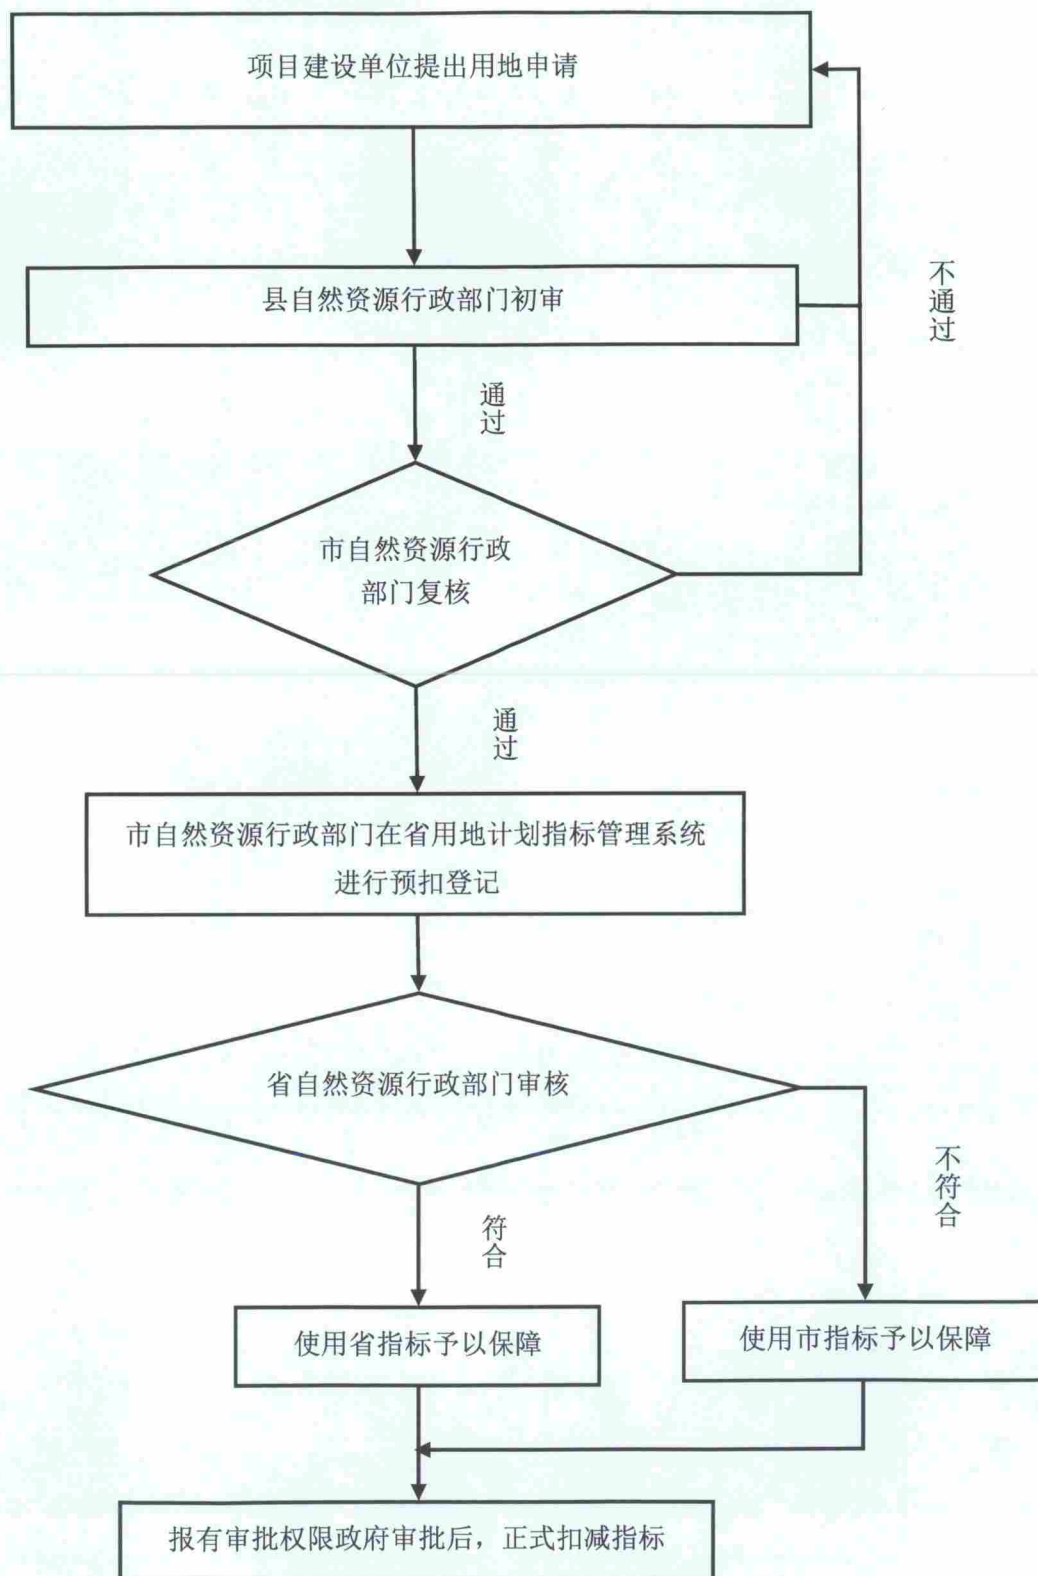 项目建设单位提出用地申请
县自然资源行政部门初审
不通过
通过
市自然资源行政
部门复核
通过
市自然资源行政部门在省用地计划指标管理系统
进行预扣登记
省自然资源行政部门审核
不符合
符合
使用省指标予以保障
使用市指标予以保障
报有审批权限政府审批后，正式扣减指标